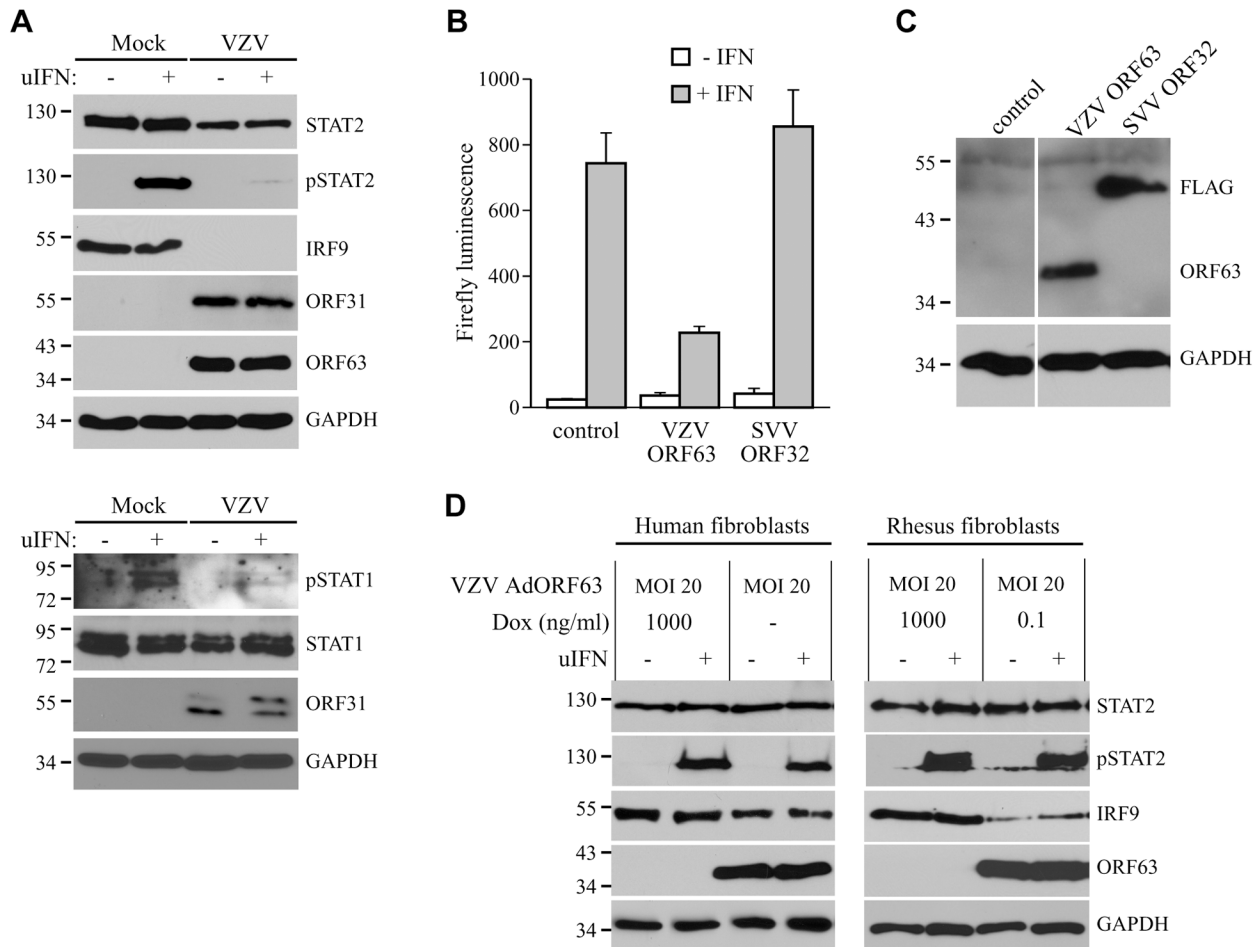 A
Mock VZV
uIFN: - + - +
130 STAT2
130 pSTAT2
55 IRF9
55 ORF31
43
34 ORF63
34 GAPDH
Mock VZV
uIFN: - + - +
95
72 pSTAT1
95
72 STAT1
55 ORF31
34 GAPDH
B
- IFN
+ IFN
Firefly luminescence
1000
800
600
400
200
0
control VZV ORF63 SVV ORF32
C
control VZV ORF63 SVV ORF32
55
FLAG
43
ORF63
34
34 GAPDH
D
Human fibroblasts Rhesus fibroblasts
VZV AdORF63 MOI 20 MOI 20 MOI 20 MOI 20
Dox (ng/ml) 1000 - 1000 0.1
uIFN - + - + - + - +
130 STAT2
130 pSTAT2
55 IRF9
43
34 ORF63
34 GAPDH